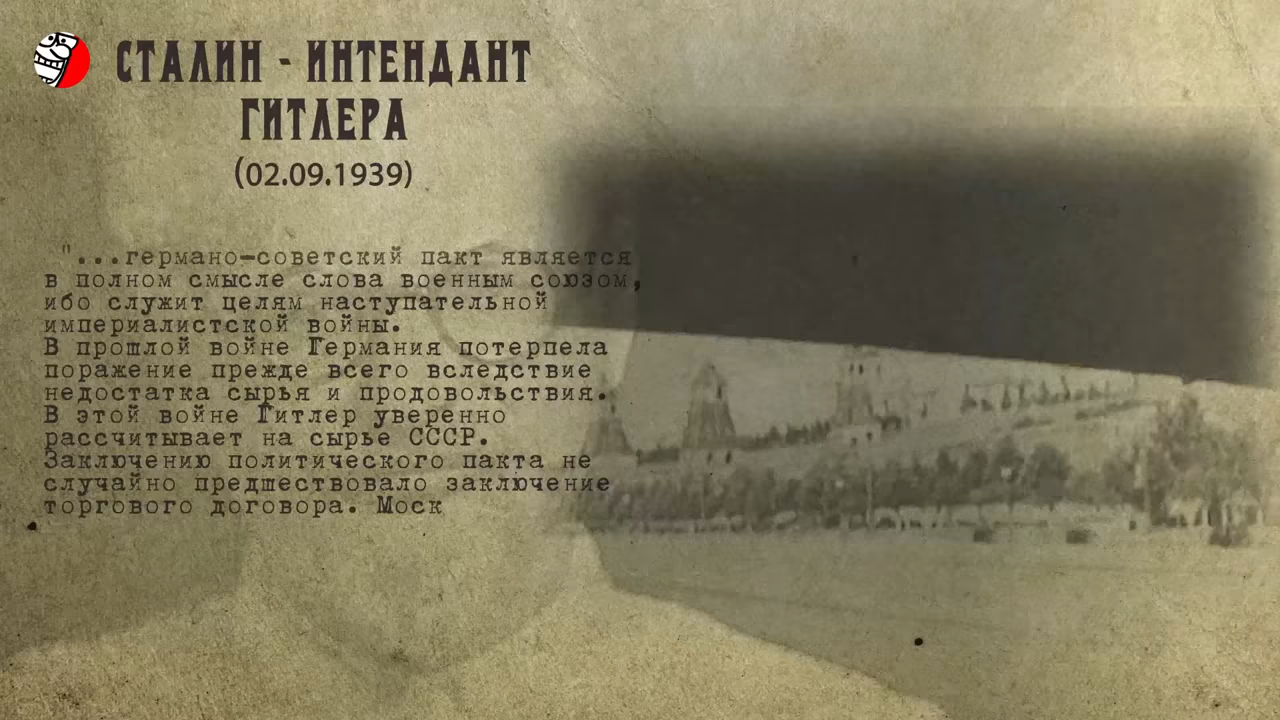 СТАЛИН - ИНТЕНДАНТ
ГИТЛЕРА
(02.09.1939)
"...германо-советский пакт является
в полном смысле слова военным союзом,
ибо служит целям наступательной
империалистской войны.
В прошлой войне Германия потерпела
поражение прежде всего вследствие
недостатка сырья и продовольствия.
В этой войне Гитлер уверенно
рассчитывает на сырье СССР.
Заключению политического пакта не
случайно предшествовало заключение
торгового договора. Моск